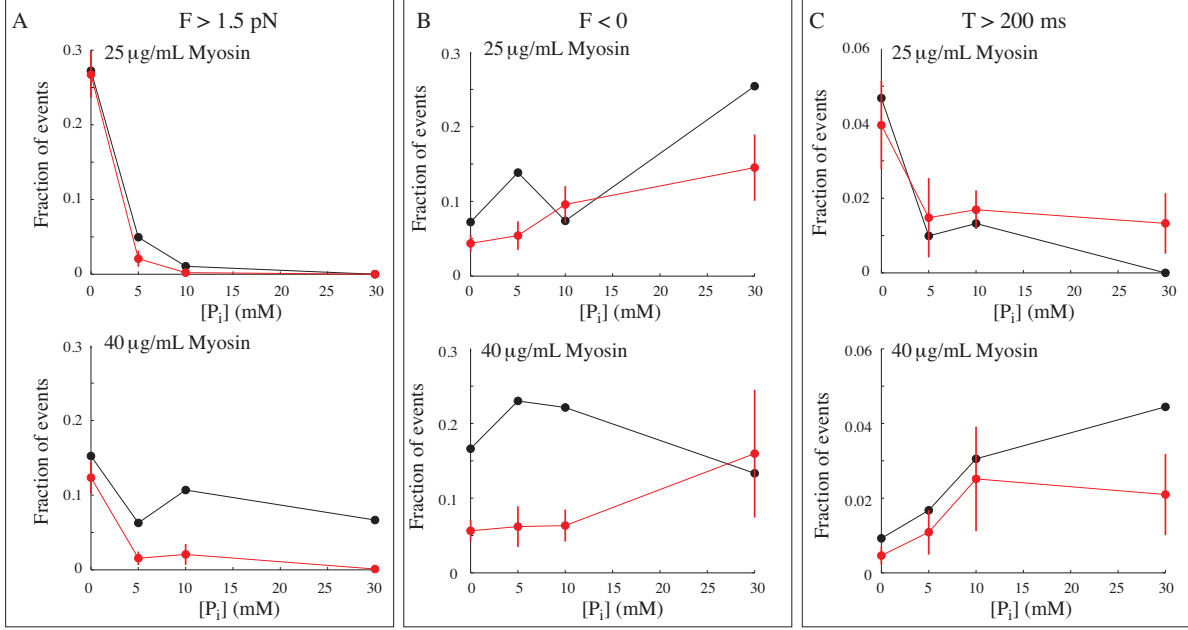 A
F > 1.5 pN
25 µg/mL Myosin
Fraction of events
0.3
0.2
0.1
0
0 5 10 15 20 25 30
[Pi] (mM)
40 µg/mL Myosin
Fraction of events
0.3
0.2
0.1
0
0 5 10 15 20 25 30
[Pi] (mM)
B
F < 0
25 µg/mL Myosin
Fraction of events
0.3
0.2
0.1
0
0 5 10 15 20 25 30
[Pi] (mM)
40 µg/mL Myosin
Fraction of events
0.3
0.2
0.1
0
0 5 10 15 20 25 30
[Pi] (mM)
C
T > 200 ms
25 µg/mL Myosin
Fraction of events
0.06
0.04
0.02
0
0 5 10 15 20 25 30
[Pi] (mM)
40 µg/mL Myosin
Fraction of events
0.06
0.04
0.02
0
0 5 10 15 20 25 30
[Pi] (mM)